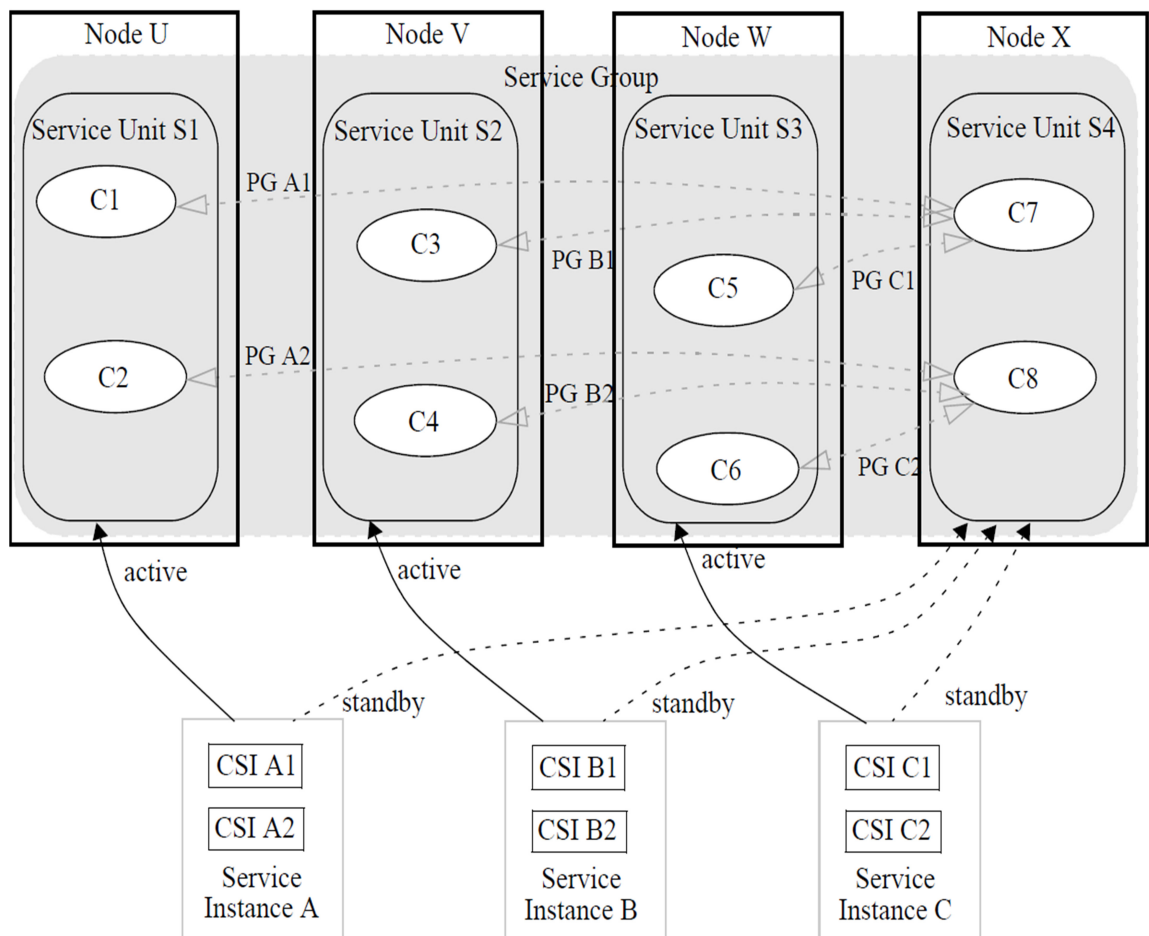 Node U
Node V
Node W
Node X
Service Group
Service Unit S1
Service Unit S2
Service Unit S3
Service Unit S4
C1
PG A1
C7
C3
PG B1
C5
PG C1
C2
PG A2
C8
C4
PG B2
C6
PG C2
active
active
active
standby
standby
standby
CSI A1
CSI A2
Service
Instance A
CSI B1
CSI B2
Service
Instance B
CSI C1
CSI C2
Service
Instance C